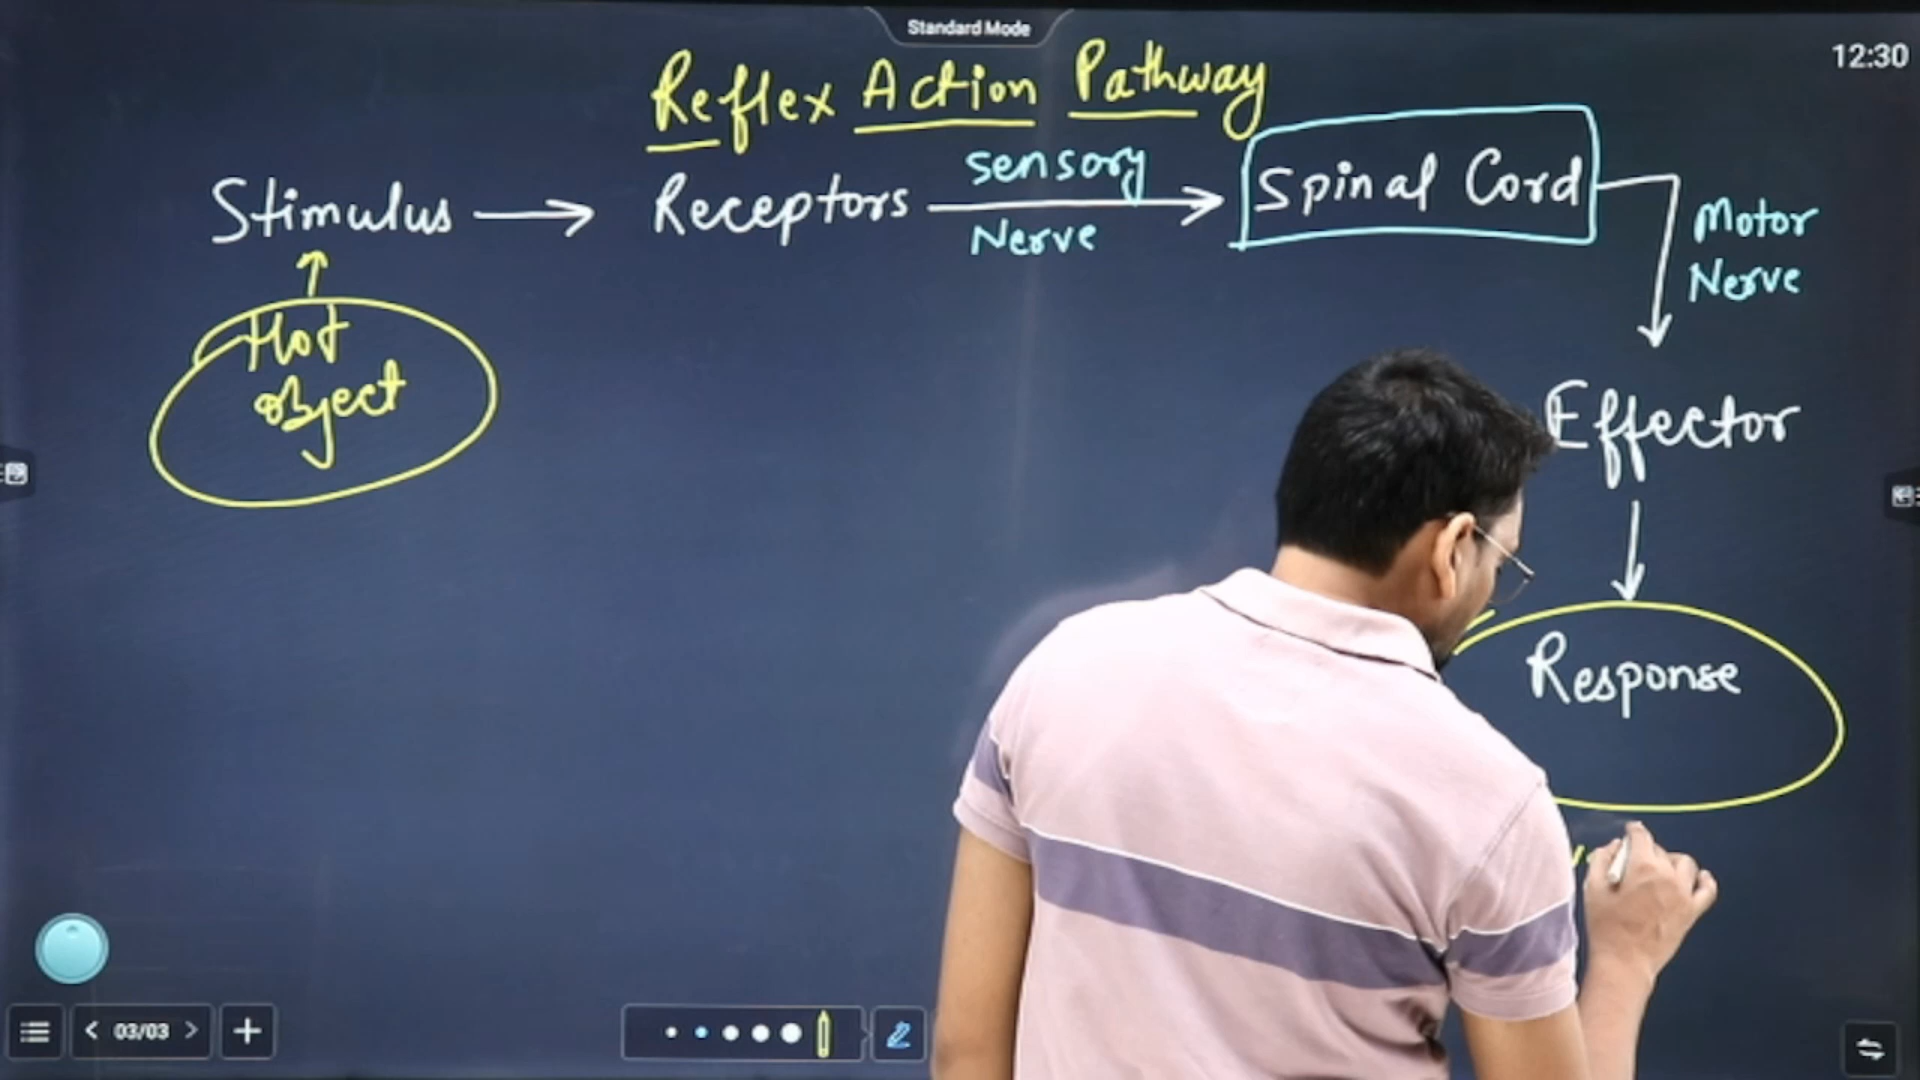 Standard Mode
12:30
Reflex Action Pathway
Stimulus → Receptors → Spinal Cord
sensory
Nerve
Motor
Nerve
Hot
object
Effector
Response
03/03